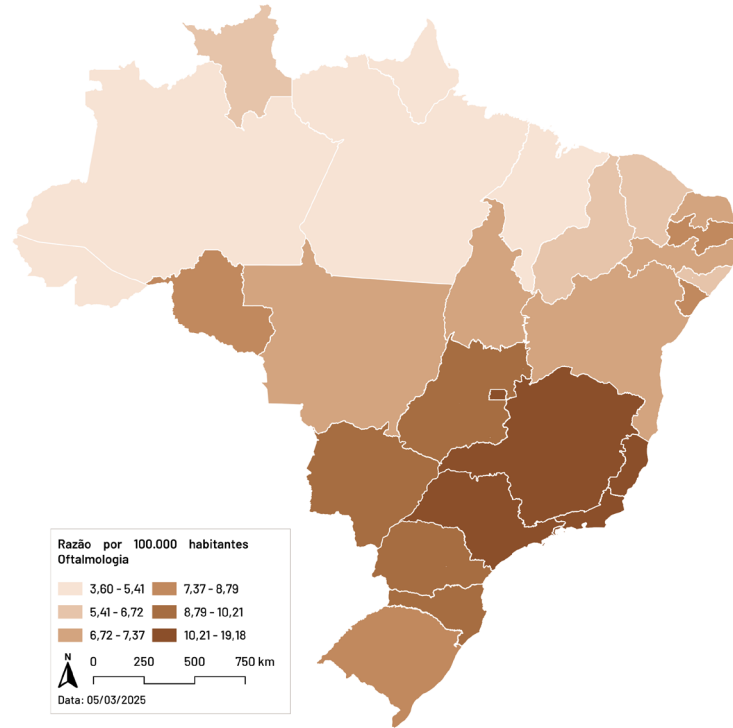 Razão por 100.000 habitantes
Oftalmologia
3,60 - 5,41
7,37 - 8,79
5,41 - 6,72
8,79 - 10,21
6,72 - 7,37
10,21 - 19,18
N
0 250 500 750 km
Data: 05/03/2025